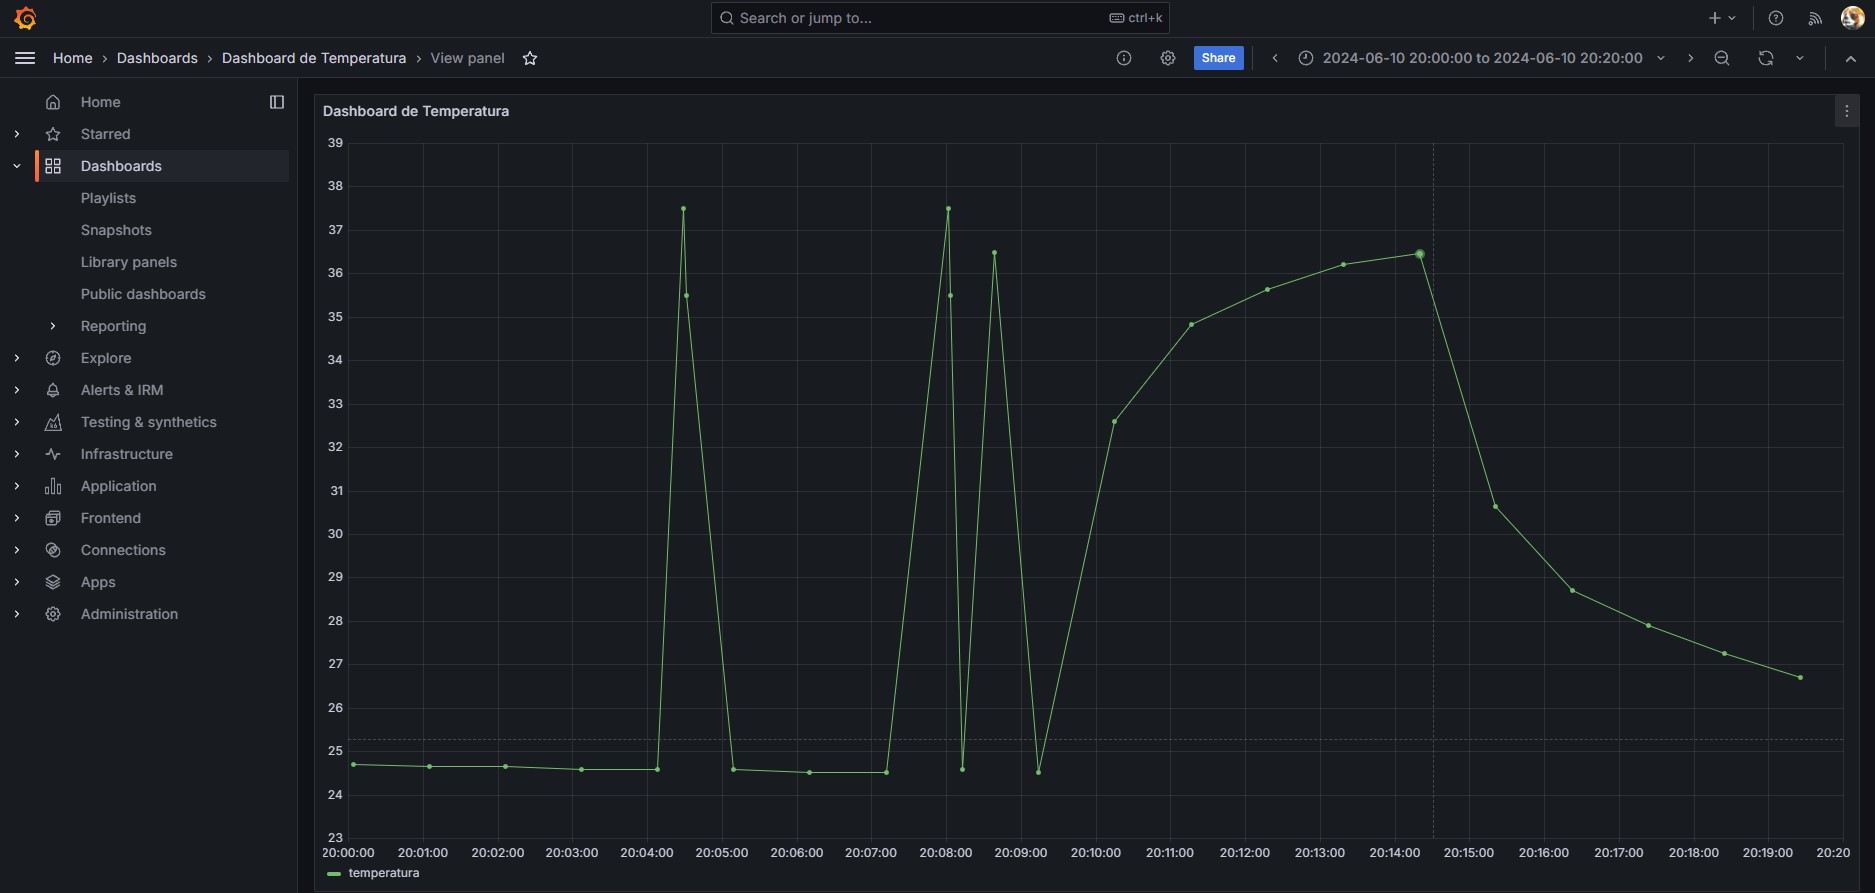 Search or jump to...
ctrl+k
Home
Dashboards
Dashboard de Temperatura
View panel
Share
2024-06-10 20:00:00 to 2024-06-10 20:20:00
Home
Starred
Dashboards
Playlists
Snapshots
Library panels
Public dashboards
Reporting
Explore
Alerts & IRM
Testing & synthetics
Infrastructure
Application
Frontend
Connections
Apps
Administration
Dashboard de Temperatura
39
38
37
36
35
34
33
32
31
30
29
28
27
26
25
24
23
20:00:00 20:01:00 20:02:00 20:03:00 20:04:00 20:05:00 20:06:00 20:07:00 20:08:00 20:09:00 20:10:00 20:11:00 20:12:00 20:13:00 20:14:00 20:15:00 20:16:00 20:17:00 20:18:00 20:19:00 20:20
temperatura